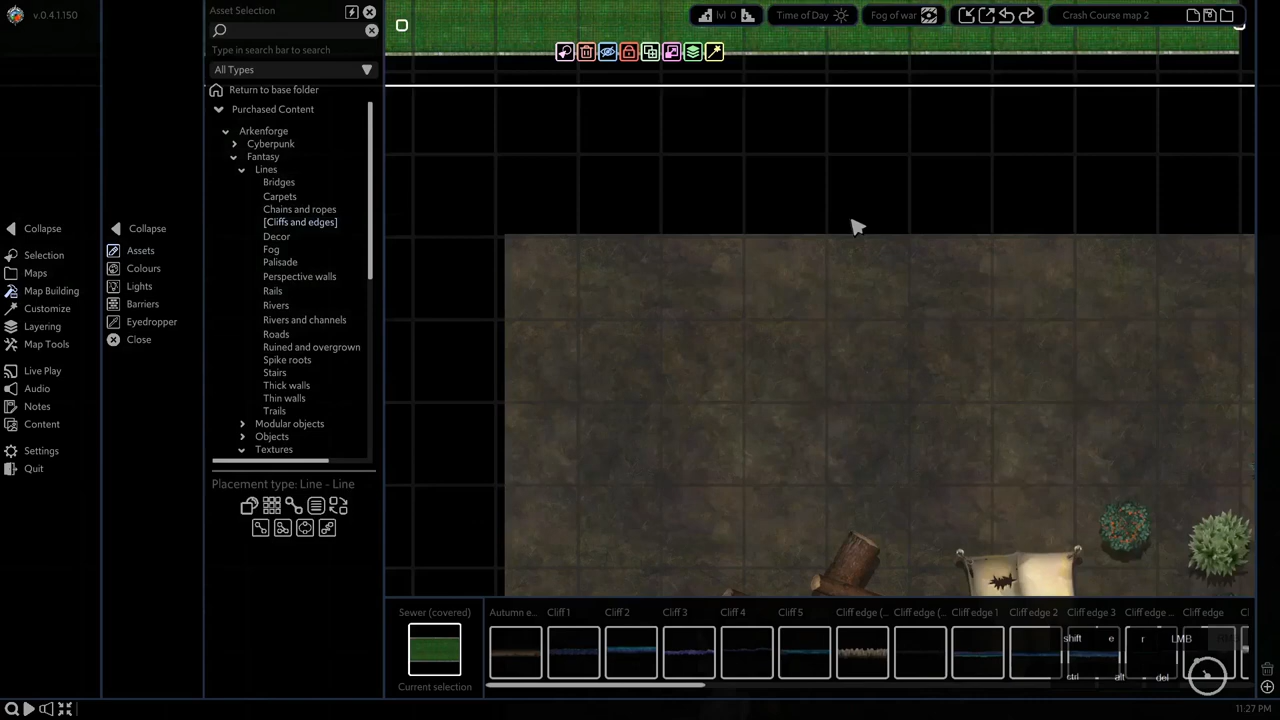 v.0.4.1.150
Asset Selection
lvl 0
Time of Day
Fog of war
Crash Course map 2
Type in search bar to search
All Types
Return to base folder
Purchased Content
Arkenforge
Cyberpunk
Fantasy
Lines
Bridges
Carpets
Chains and ropes
[Cliffs and edges]
Decor
Fog
Palisade
Perspective walls
Rails
Rivers
Rivers and channels
Roads
Ruined and overgrown
Spike roots
Stairs
Thick walls
Thin walls
Trails
Modular objects
Objects
Textures
Collapse
Selection
Maps
Map Building
Customize
Layering
Map Tools
Live Play
Audio
Notes
Content
Settings
Quit
Collapse
Assets
Colours
Lights
Barriers
Eyedropper
Close
Placement type: Line - Line
Sewer (covered)
Current selection
Autumn e...
Cliff 1
Cliff 2
Cliff 3
Cliff 4
Cliff 5
Cliff edge (...
Cliff edge (...
Cliff edge 1
Cliff edge 2
Cliff edge 3
Cliff edge ...
Cliff edge
shift e r LMB
ctrl alt del
11:27 PM